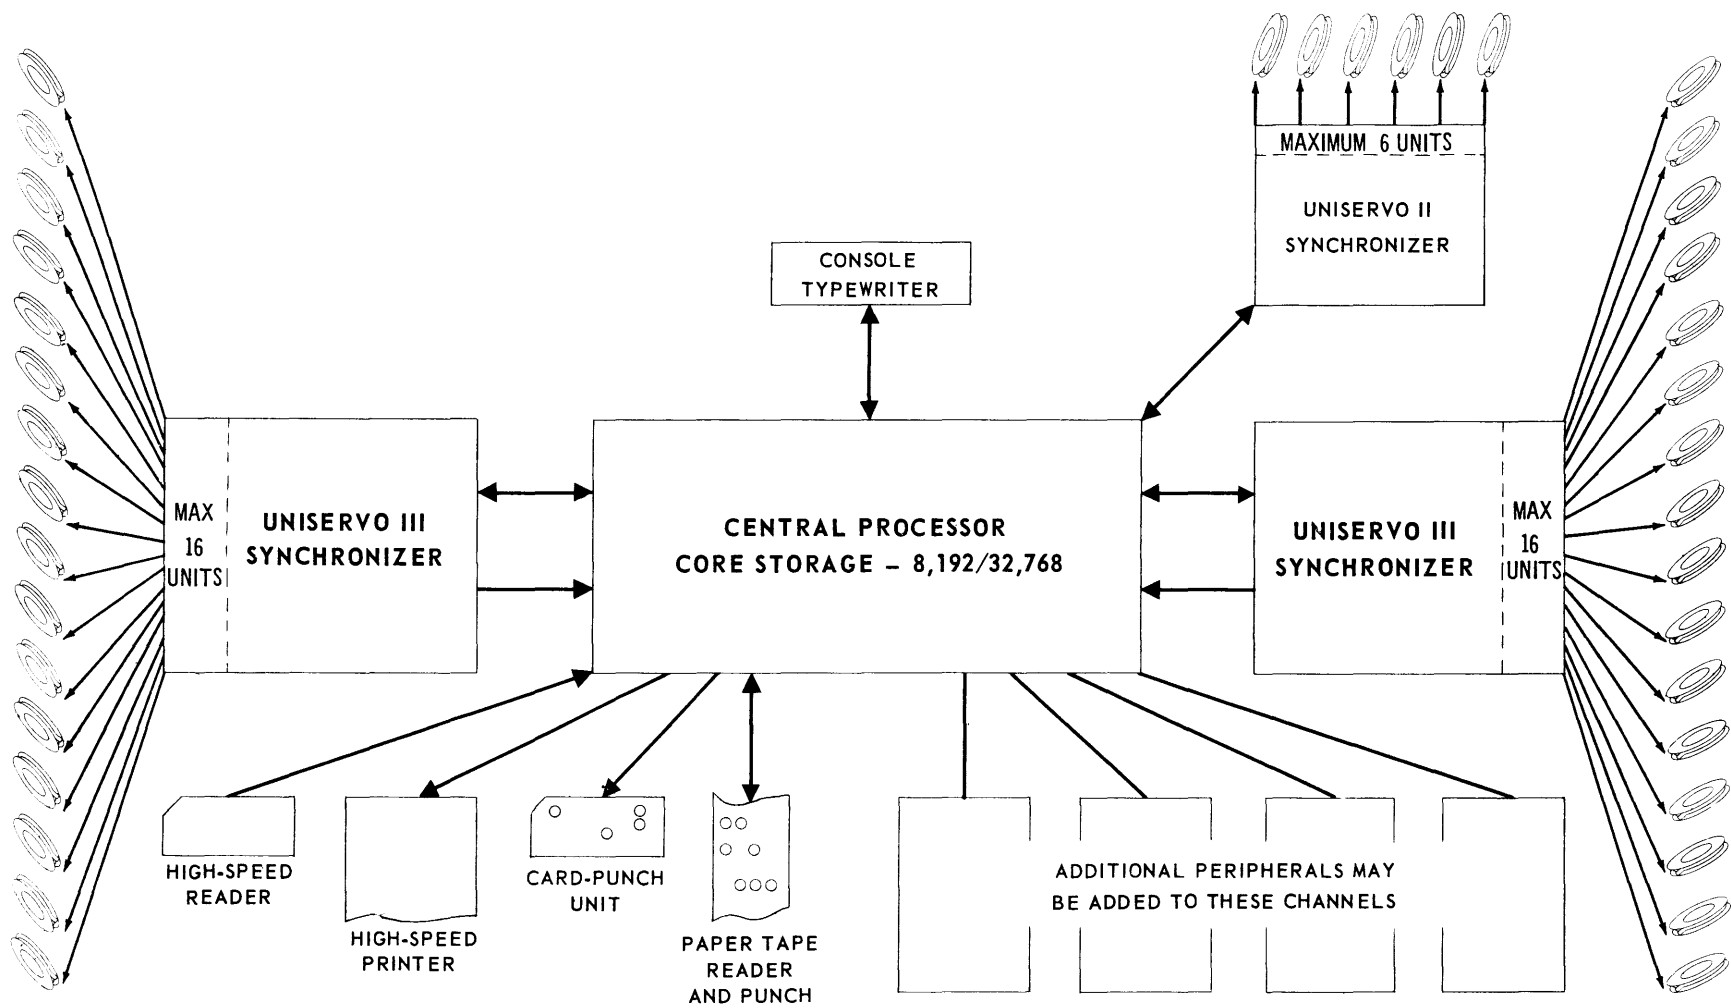 MAXIMUM 6 UNITS
UNISERVO II
SYNCHRONIZER
CONSOLE
TYPEWRITER
MAX
16
UNITS
UNISERVO III
SYNCHRONIZER
CENTRAL PROCESSOR
CORE STORAGE – 8,192/32,768
UNISERVO III
SYNCHRONIZER
MAX
16
UNITS
HIGH-SPEED
READER
HIGH-SPEED
PRINTER
CARD-PUNCH
UNIT
PAPER TAPE
READER
AND PUNCH
ADDITIONAL PERIPHERALS MAY
BE ADDED TO THESE CHANNELS